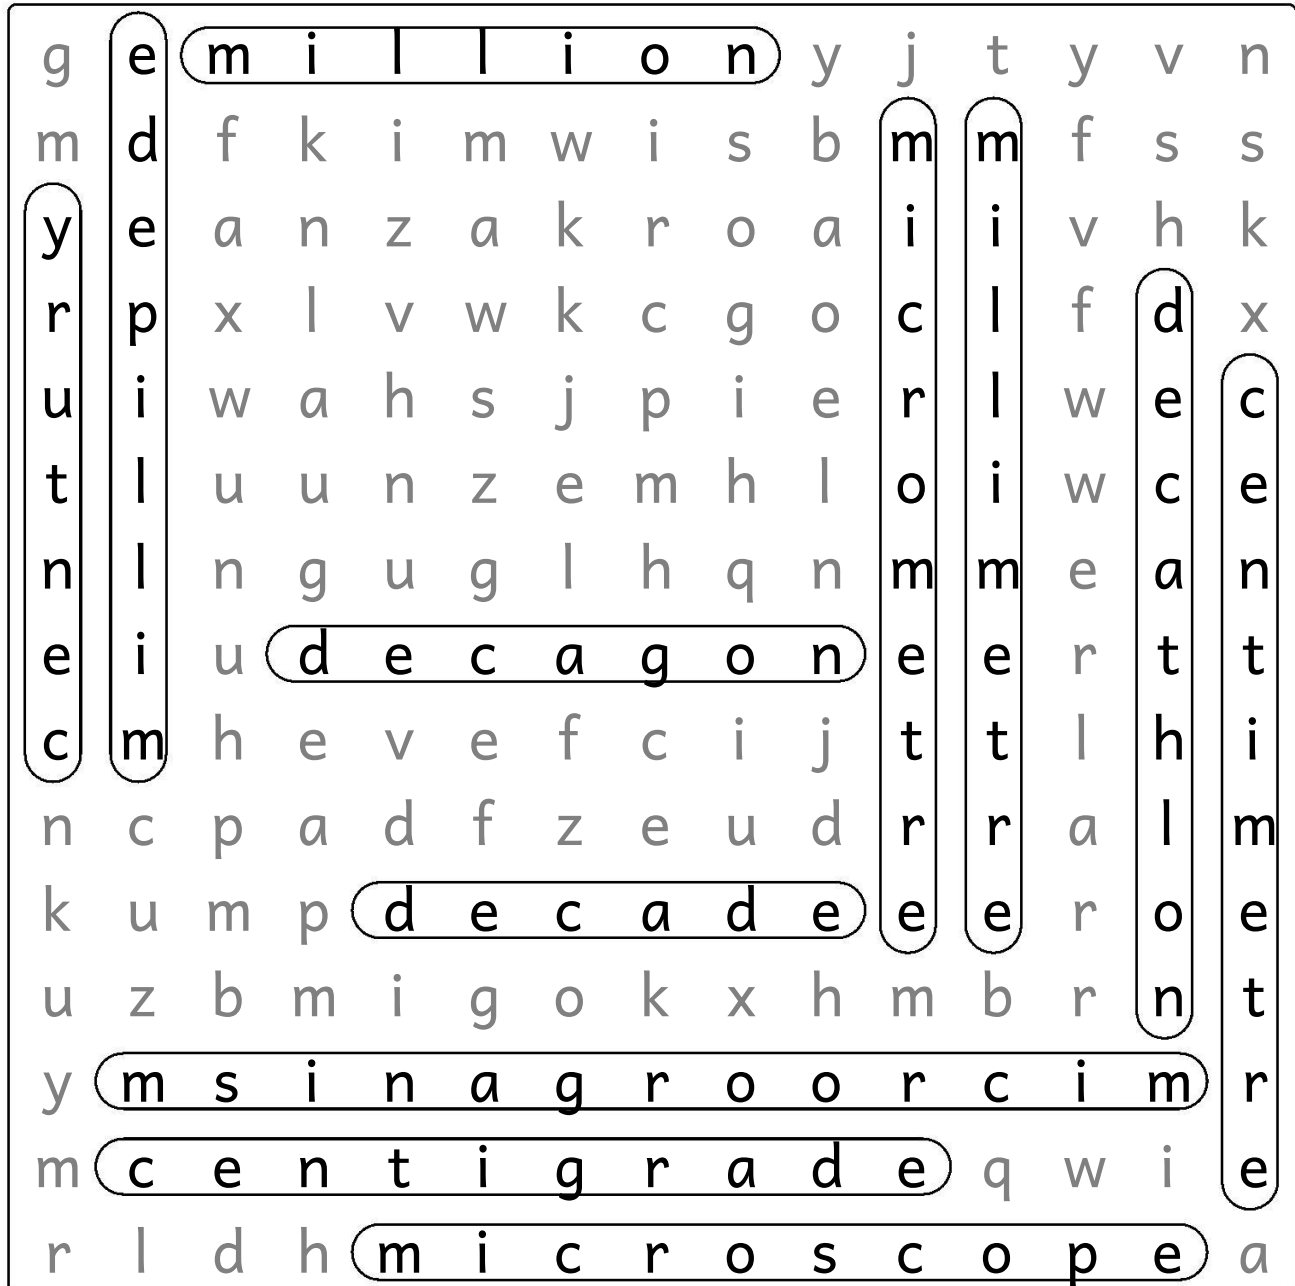 g e m i l l i o n y j t y v n
m d f k i m w i s b m m f s s
y e a n z a k r o a i i v h k
r p x l v w k c g o c l f d x
u i w a h s j p i e r l w e c
t l u u n z e m h l o i w c e
n l n g u g l h q n m m e a n
e i u d e c a g o n e e r t t
c m h e v e f c i j t t l h i
n c p a d f z e u d r r a l m
k u m p d e c a d e e e r o e
u z b m i g o k x h m b r n t
y m s i n a g r o o r c i m r
m c e n t i g r a d e q w i e
r l d h m i c r o s c o p e a